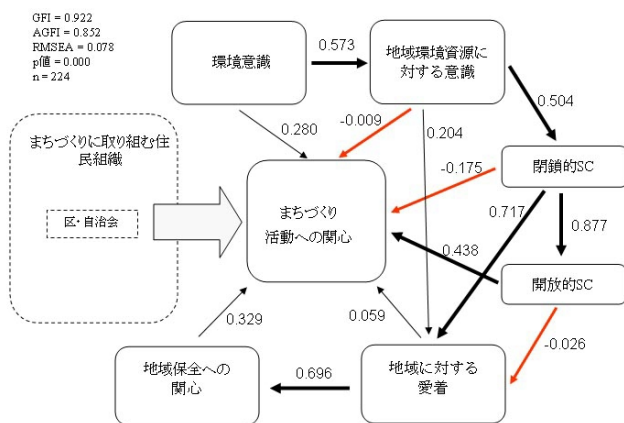 GFI = 0.922
AGFI = 0.852
RMSEA = 0.078
p値 = 0.000
n = 224
環境意識
0.573
地域環境資源に
対する意識
0.504
0.280
-0.009
0.204
まちづくりに取り組む住
民組織
区・自治会
まちづくり
活動への関心
-0.175
閉鎖的SC
0.717
0.877
0.438
開放的SC
0.329
0.059
-0.026
地域保全への
関心
0.696
地域に対する
愛着